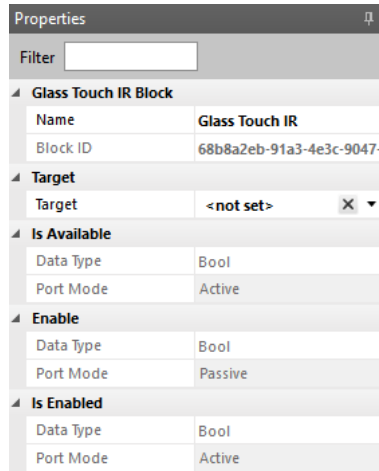 Properties
Filter
Glass Touch IR Block
Name Glass Touch IR
Block ID 68b8a2eb-91a3-4e3c-9047-
Target
Target <not set>
Is Available
Data Type Bool
Port Mode Active
Enable
Data Type Bool
Port Mode Passive
Is Enabled
Data Type Bool
Port Mode Active